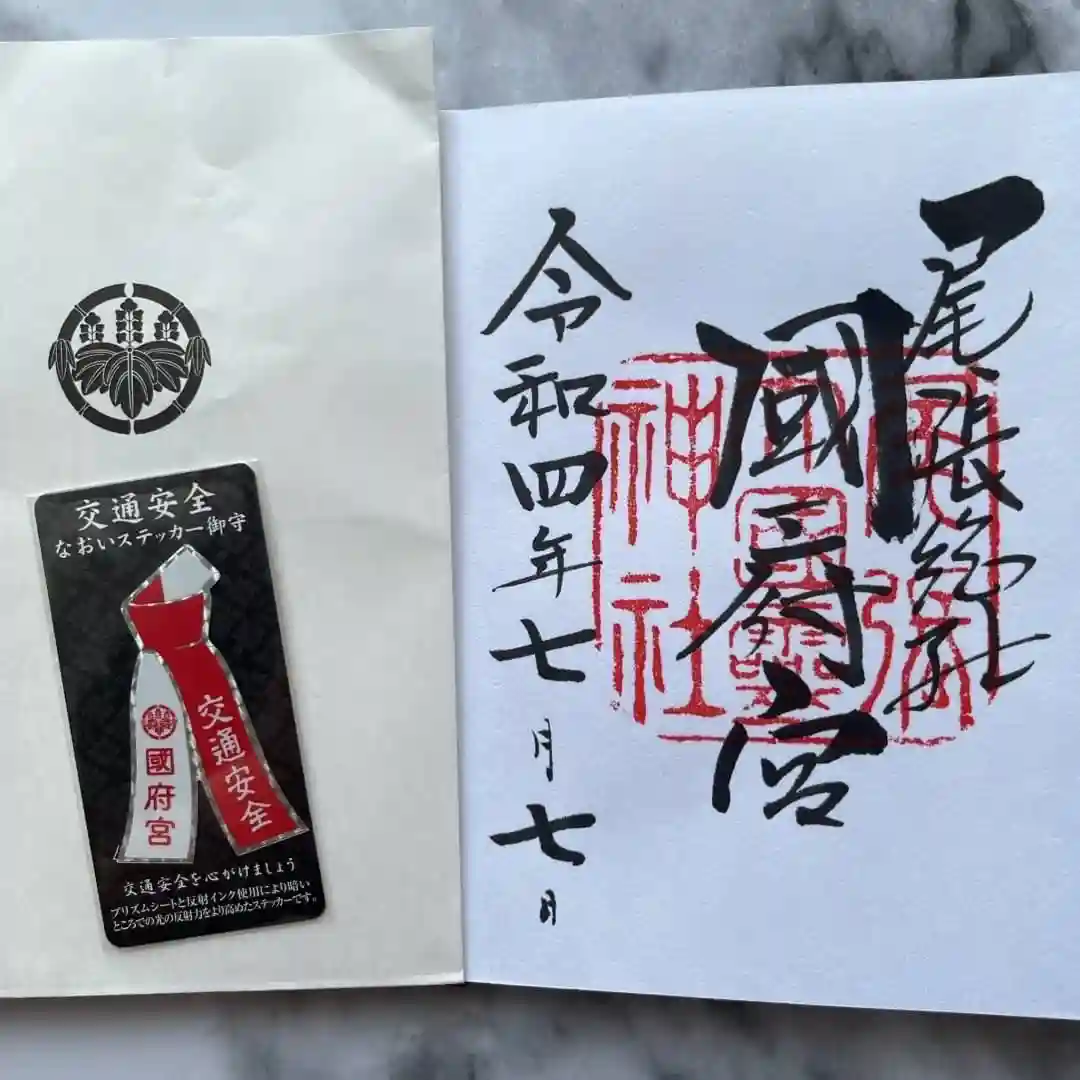 交通安全
なおいステッカー御守
交通安全
國府宮
交通安全を心がけましょう
プリズムシートと反射インク使用により暗い
ところでの光の反射力をより高めたステッカーです。
尾張総社
國府宮
令和四年七月七日
神社